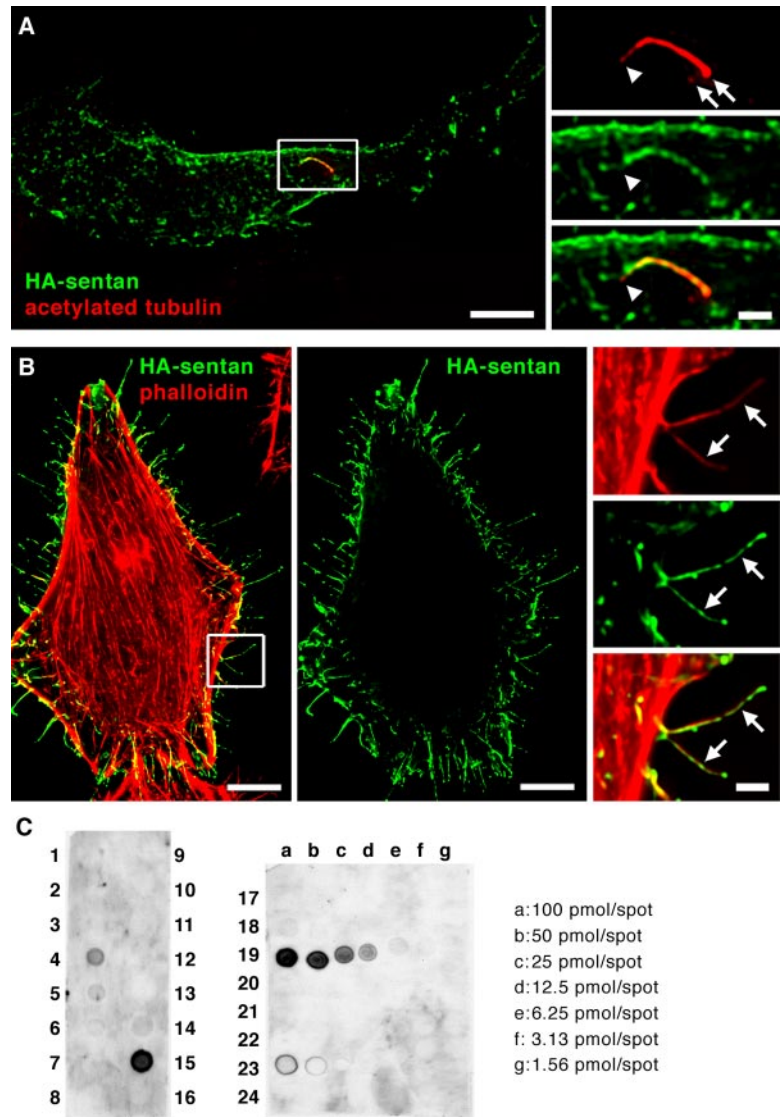 A
HA-sentan
acetylated tubulin
B
HA-sentan
phalloidin
HA-sentan
C
1
2
3
4
5
6
7
8
9
10
11
12
13
14
15
16
a b c d e f g
17
18
19
20
21
22
23
24
a:100 pmol/spot
b:50 pmol/spot
c:25 pmol/spot
d:12.5 pmol/spot
e:6.25 pmol/spot
f: 3.13 pmol/spot
g:1.56 pmol/spot